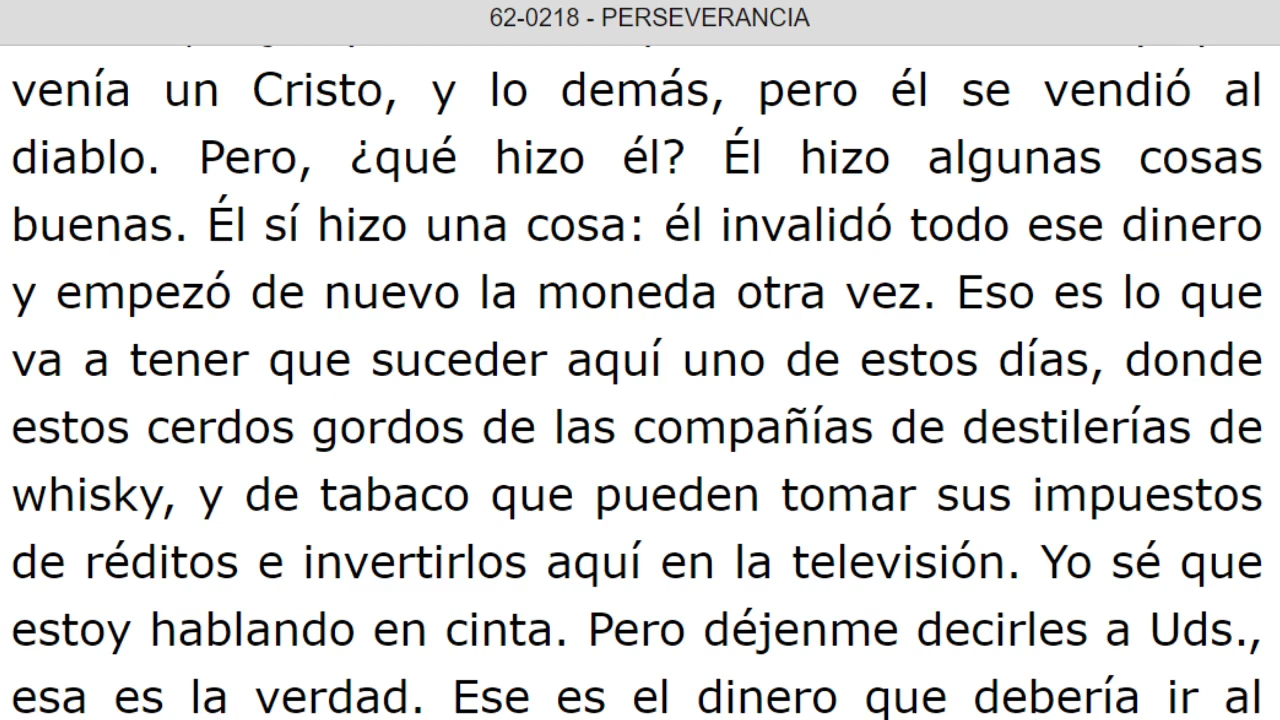 62-0218 - PERSEVERANCIA
venía un Cristo, y lo demás, pero él se vendió al
diablo. Pero, ¿qué hizo él? Él hizo algunas cosas
buenas. Él sí hizo una cosa: él invalidó todo ese dinero
y empezó de nuevo la moneda otra vez. Eso es lo que
va a tener que suceder aquí uno de estos días, donde
estos cerdos gordos de las compañías de destilerías de
whisky, y de tabaco que pueden tomar sus impuestos
de réditos e invertirlos aquí en la televisión. Yo sé que
estoy hablando en cinta. Pero déjenme decirles a Uds.,
esa es la verdad. Ese es el dinero que debería ir al